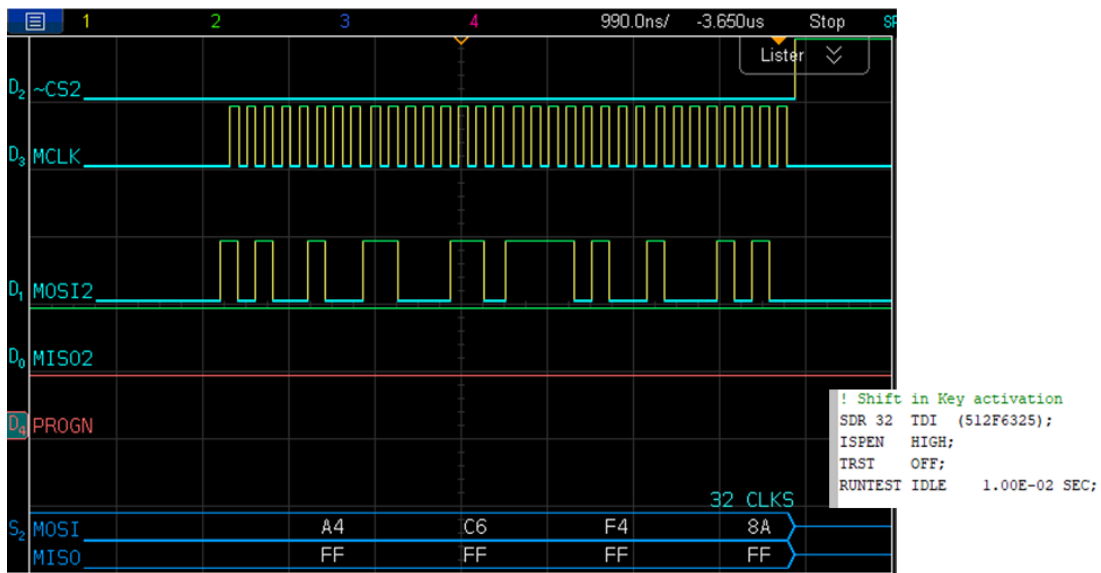 1 2 3 4 990.0ns/ -3.650us Stop
Lister
D2 ~CS2
D3 MCLK
D1 MOSI2
D0 MISO2
D4 PROGN
! Shift in Key activation
SDR 32 TDI (512F6325);
ISPEN HIGH;
TRST OFF;
RUNTEST IDLE 1.00E-02 SEC;
32 CLKS
S2 MOSI A4 C6 F4 8A
MISO FF FF FF FF